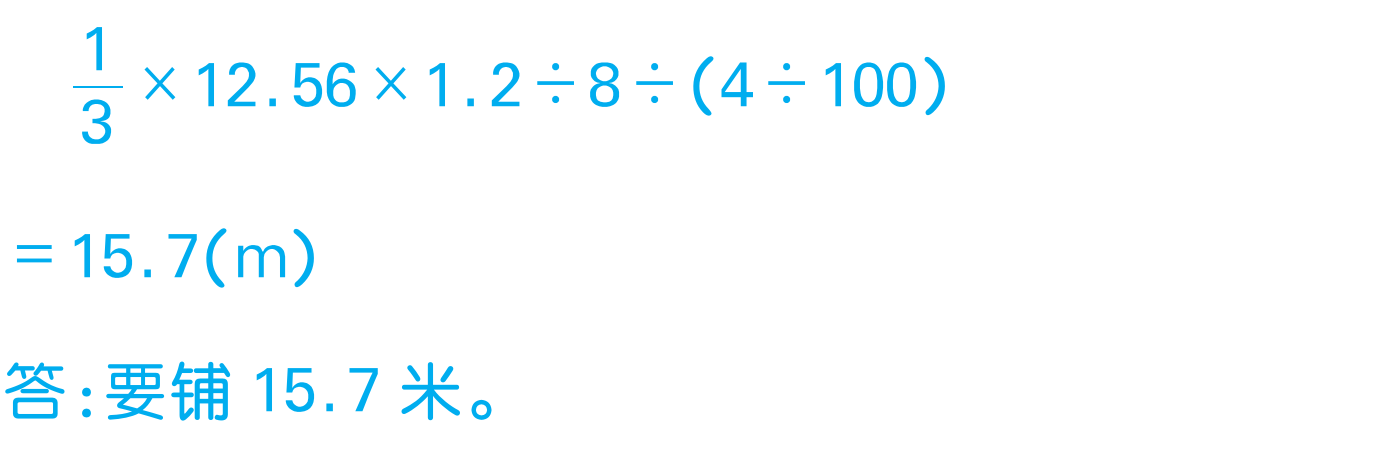 1/3 × 12.56 × 1.2 ÷ 8 ÷ (4 ÷ 100)
= 15.7(m)
答:要铺 15.7 米。